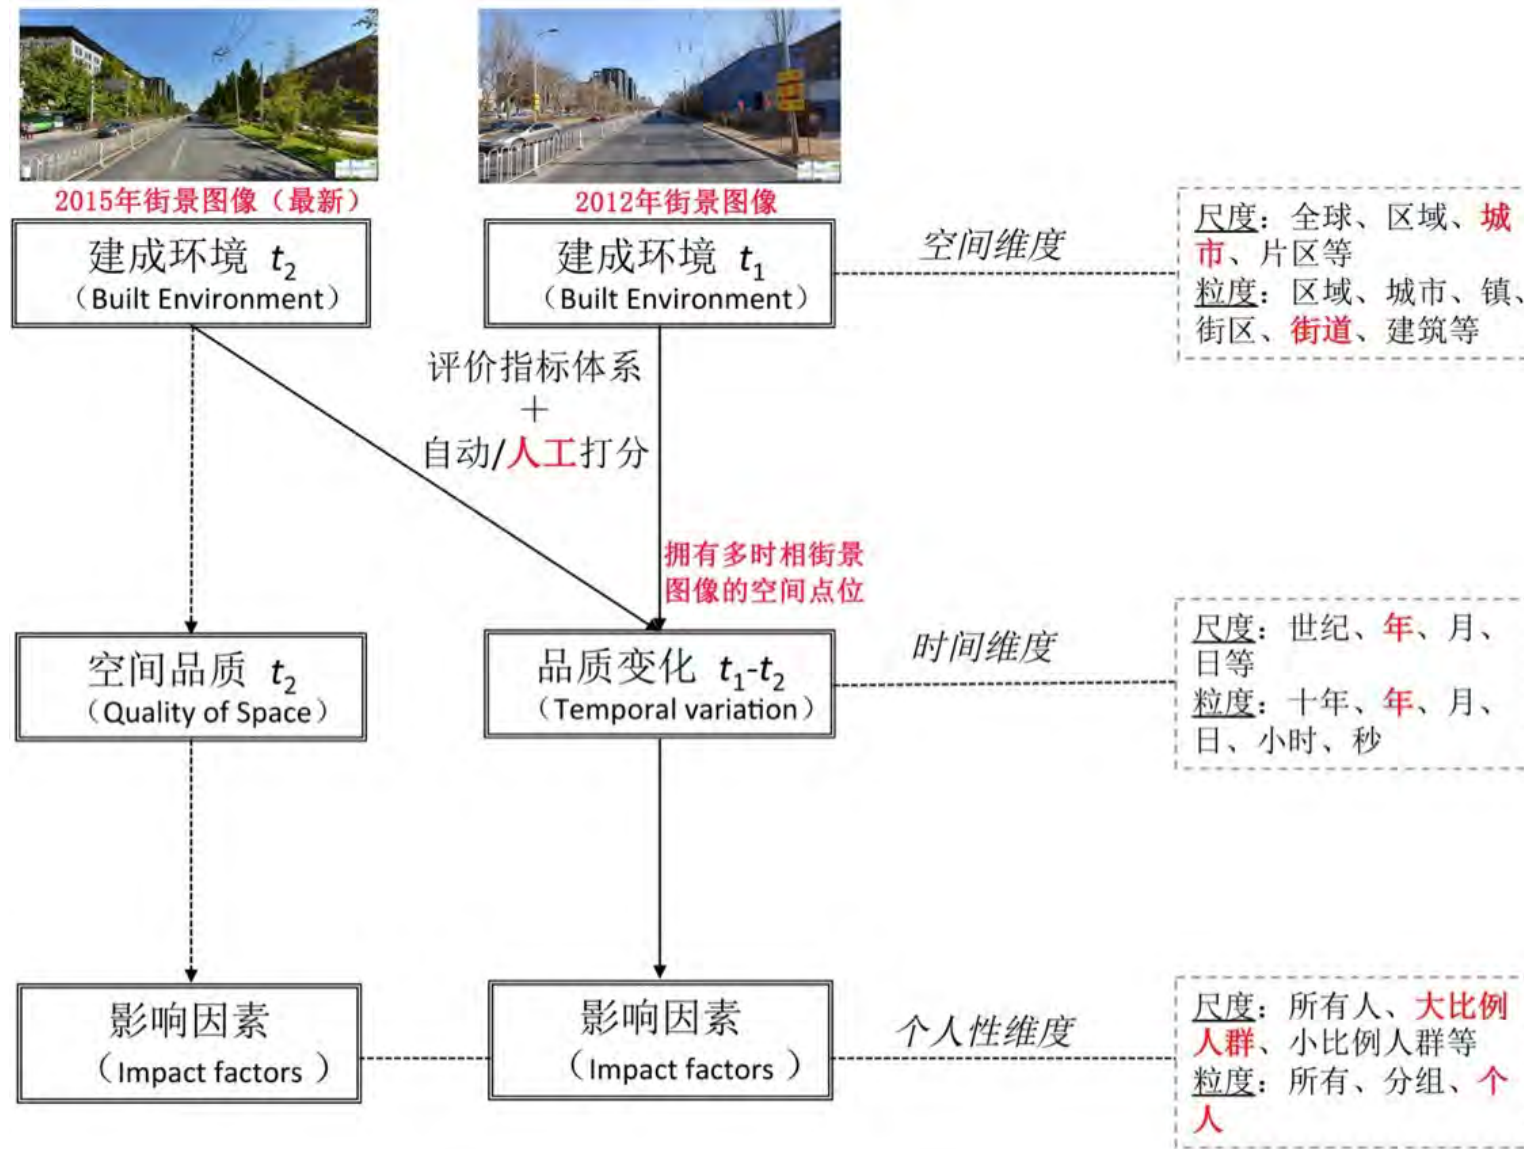 2015年街景图像（最新）
2012年街景图像
建成环境 t2
（Built Environment）
建成环境 t1
（Built Environment）
空间维度
尺度：全球、区域、城
市、片区等
粒度：区域、城市、镇、
街区、街道、建筑等
评价指标体系
＋
自动/人工打分
拥有多时相街景
图像的空间点位
空间品质 t2
（Quality of Space）
品质变化 t1-t2
（Temporal variation）
时间维度
尺度：世纪、年、月、
日等
粒度：十年、年、月、
日、小时、秒
影响因素
（Impact factors ）
影响因素
（Impact factors ）
个人性维度
尺度：所有人、大比例
人群、小比例人群等
粒度：所有、分组、个
人